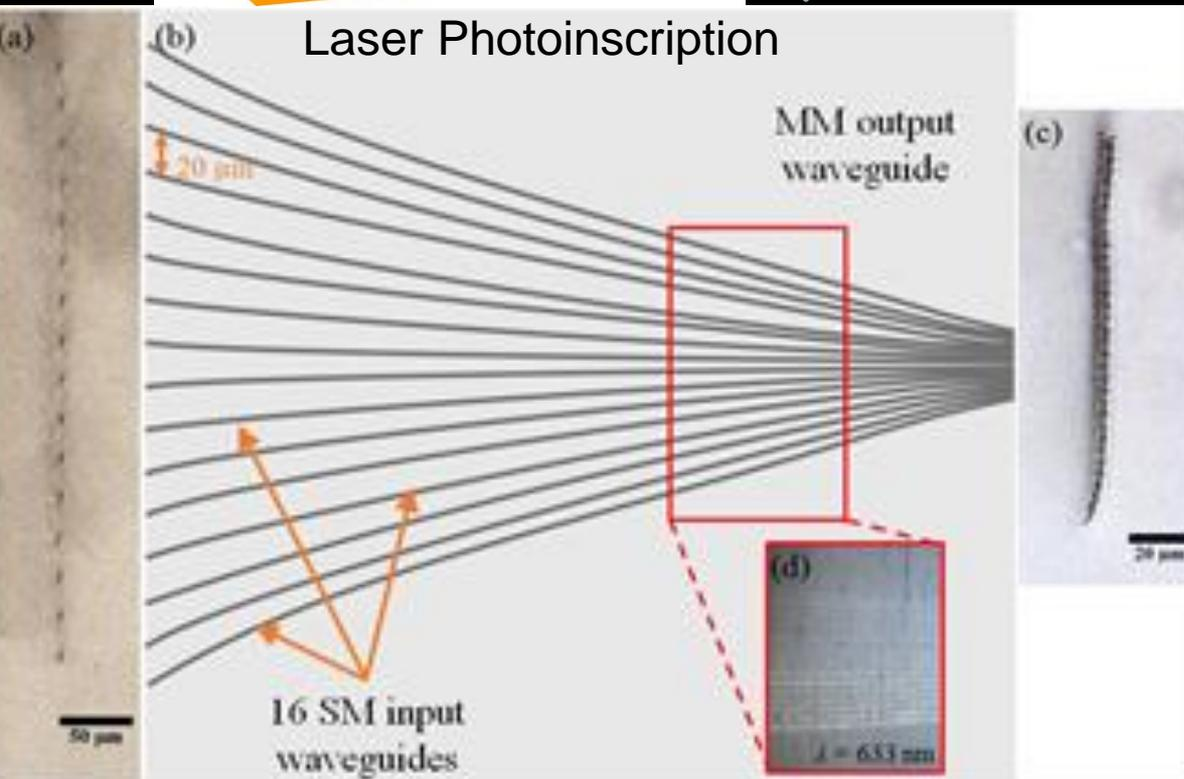 Laser Photoinscription
(a)
(b)
20 μm
MM output
waveguide
(c)
(d)
16 SM input
waveguides
50 μm
20 μm
λ = 633 nm